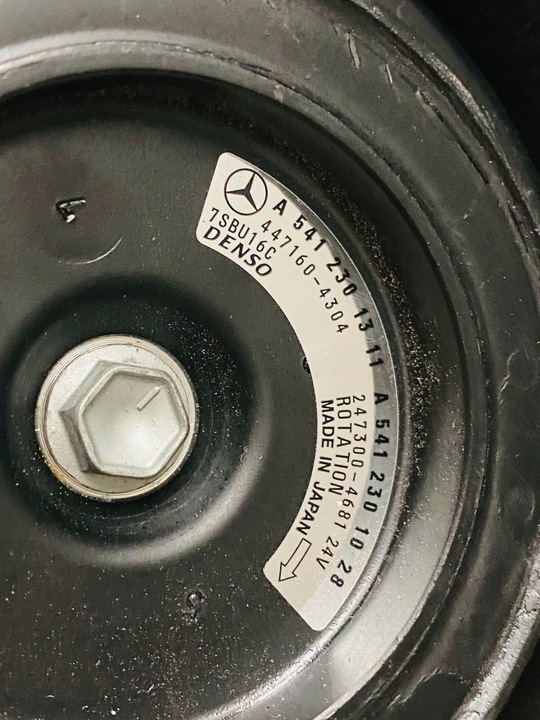 A 541 230 13 11 A 541 230 10 28
447160-4304 247300-4681 24V
7SBU16C ROTATION
DENSO MADE IN JAPAN